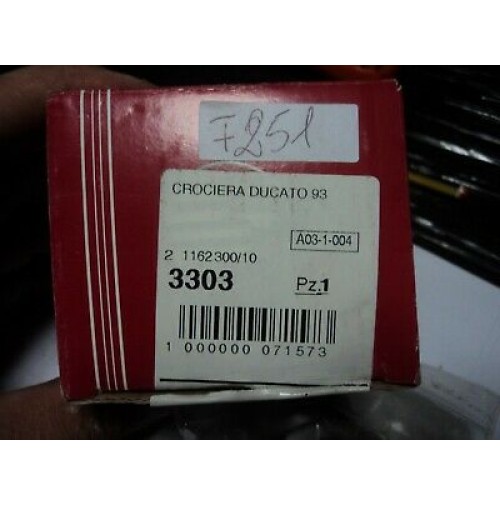 F251
CROCIERA DUCATO 93
A03-1-004
2 1162300/10
3303 Pz.1
1 000000 071573